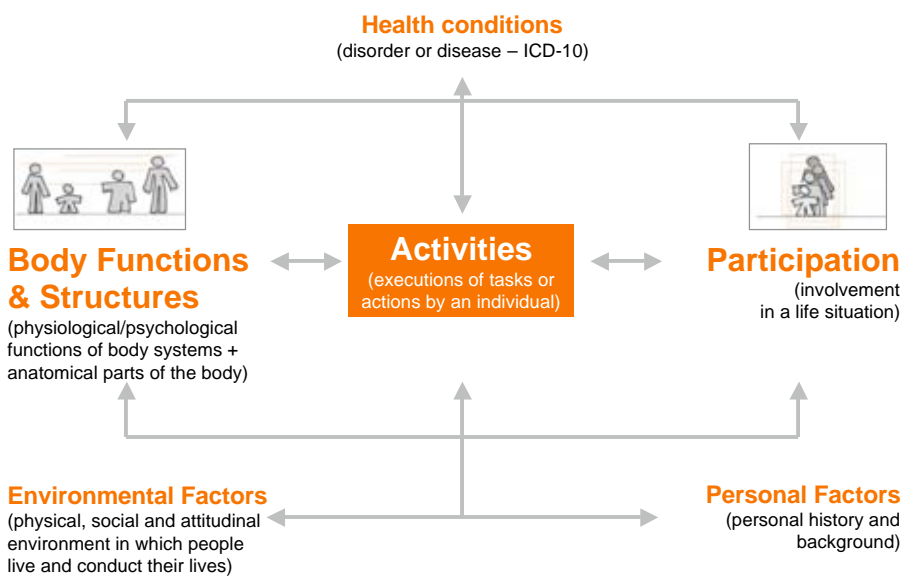 Health conditions
(disorder or disease – ICD-10)
Body Functions
& Structures
(physiological/psychological
functions of body systems +
anatomical parts of the body)
Activities
(executions of tasks or
actions by an individual)
Participation
(involvement
in a life situation)
Environmental Factors
(physical, social and attitudinal
environment in which people
live and conduct their lives)
Personal Factors
(personal history and
background)